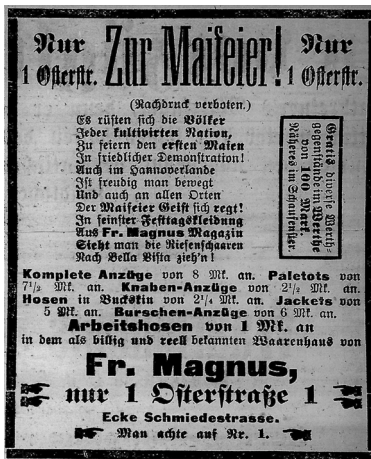 Nur Zur Maifeier! Nur
1 Osterstr. 1 Osterstr.
(Nachdruck verboten.)
Es rüsten sich die Völker
Jeder kultivirten Nation,
Zu feiern den ersten Maien
In friedlicher Demonstration!
Auch im Hannoverlande
Ist freudig man bewegt
Und auch an allen Orten
Der Maifeier Geist sich regt!
In feinster Festtagskleidung
Aus Fr. Magnus Magazin
Sieht man die Riesenschaaren
Nach Bella Vista zieh'n!
Gratis diverse Werth-
gegenstände im Werthe
von 100 Mark.
Näheres im Schaufenster.
Komplete Anzüge von 8 Mk. an. Paletots von
7 1/2 Mk. an. Knaben-Anzüge von 2 1/2 Mk. an.
Hosen in Buckskin von 2 1/4 Mk. an. Jackets von
5 Mk. an. Burschen-Anzüge von 6 Mk. an.
Arbeitshosen von 1 Mk. an
in dem als billig und reell bekannten Waarenhaus von
Fr. Magnus,
nur 1 Osterstraße 1
Ecke Schmiedestrasse.
Man achte auf Nr. 1.